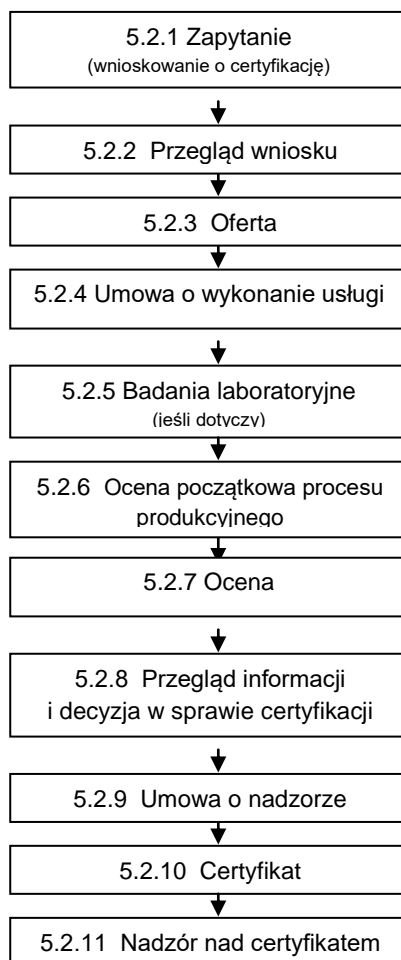 5.2.1 Zapytanie
(wnioskowanie o certyfikację)
5.2.2 Przegląd wniosku
5.2.3 Oferta
5.2.4 Umowa o wykonanie usługi
5.2.5 Badania laboratoryjne
(jeśli dotyczy)
5.2.6 Ocena początkowa procesu
produkcyjnego
5.2.7 Ocena
5.2.8 Przegląd informacji
i decyzja w sprawie certyfikacji
5.2.9 Umowa o nadzorze
5.2.10 Certyfikat
5.2.11 Nadzór nad certyfikatem